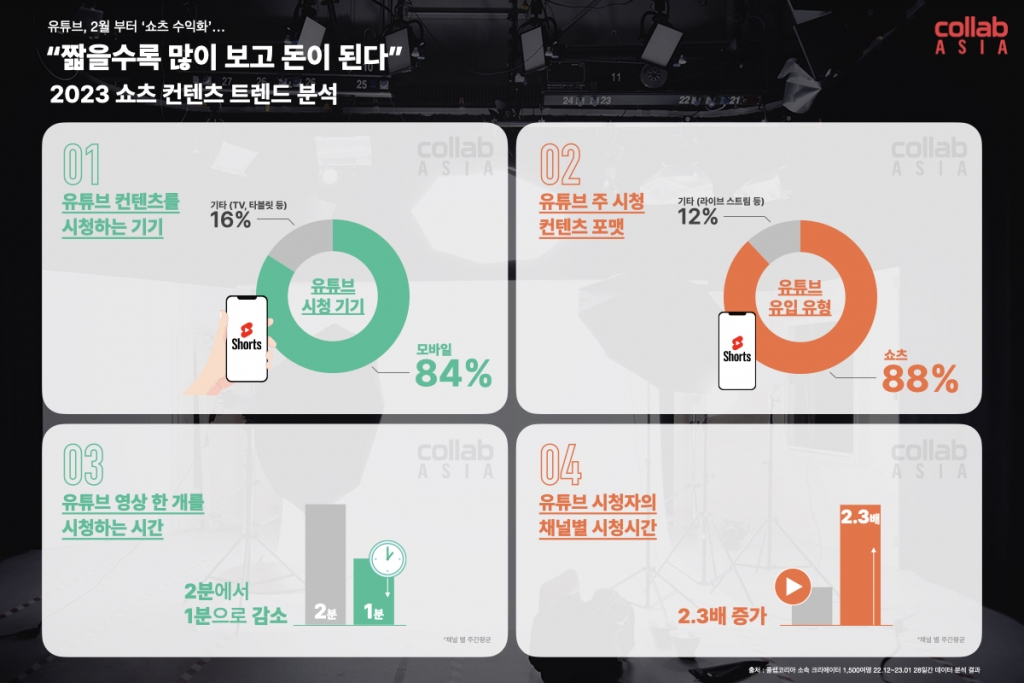 유튜브, 2월 부터 ‘쇼츠 수익화’...
“짧을수록 많이 보고 돈이 된다”
2023 쇼츠 컨텐츠 트렌드 분석
collab
ASIA
01
유튜브 컨텐츠를
시청하는 기기
collab
ASIA
기타 (TV, 타블릿 등)
16%
유튜브
시청 기기
Shorts
모바일
84%
02
유튜브 주 시청
컨텐츠 포맷
collab
ASIA
기타 (라이브 스트림 등)
12%
유튜브
유입 유형
Shorts
쇼츠
88%
03
유튜브 영상 한 개를
시청하는 시간
collab
ASIA
2분에서
1분으로 감소
2분
1분
*채널 별 주간평균
04
유튜브 시청자의
채널별 시청시간
collab
ASIA
2.3배
2.3배 증가
*채널 별 주간평균
출처 : 콜랩코리아 소속 크리에이터 1,500여명 22.12~23.01 28일간 데이터 분석 결과